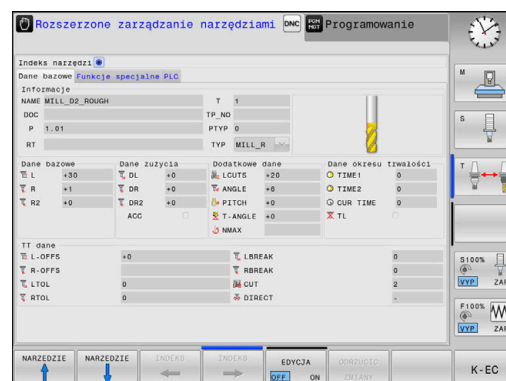 Rozszerzone zarządzanie narzędziami DNC PGM MGT Programowanie
Indeks narzędzi
Dane bazowe Funkcje specjalne PLC
Informacje
NAME MILL_D2_ROUGH T 1
DOC TP_NO
P 1.01 PTYP 0
RT TYP MILL_R
Dane bazowe Dane zużycia Dodatkowe dane Dane okresu trwałości
L +30 DL +0 LCUTS +20 TIME1 0
R +1 DR +0 ANGLE +6 TIME2 0
R2 +0 DR2 +0 PITCH +0 CUR TIME 0
ACC T-ANGLE +0 TL
NMAX
TT dane
L-OFFS +0 LBREAK 0
R-OFFS RBREAK 0
LTOL 0 CUT 2
RTOL 0 DIRECT -
M
S
T
S100%
VYP ZAP
F100%
VYP ZAP
NARZEDZIE NARZEDZIE INDEKS INDEKS EDYCJA ODRZUCIC
OFF ON ZMIANY
K-EC